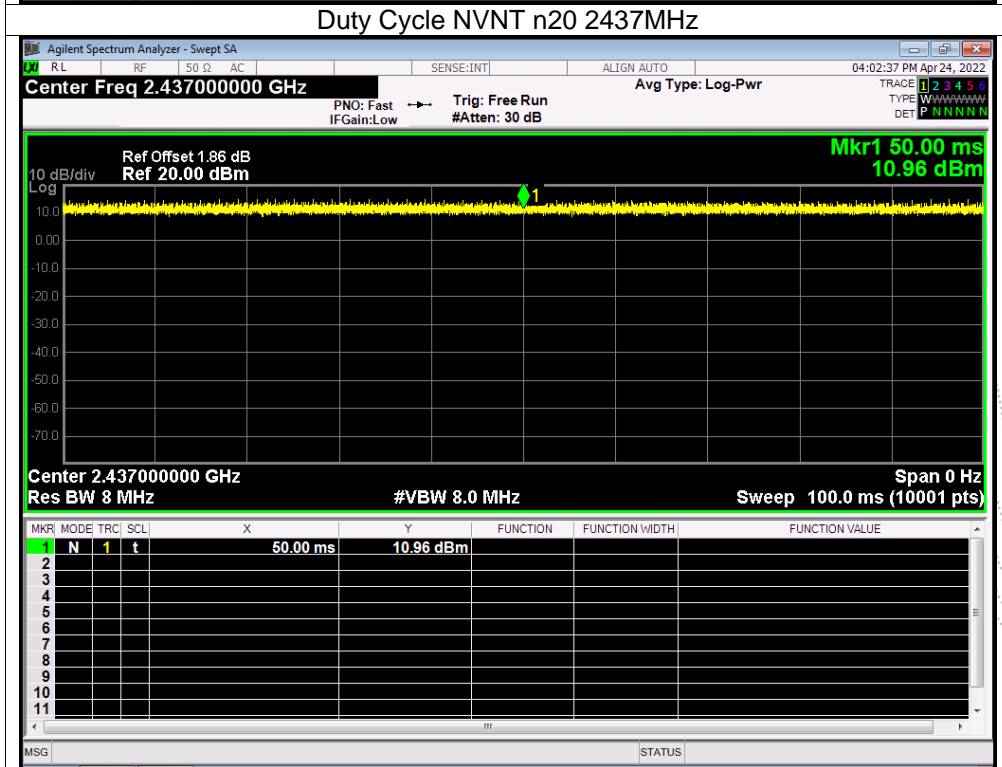 Duty Cycle NVNT n20 2437MHz
Agilent Spectrum Analyzer - Swept SA
LXI RL RF 50 Ω AC SENSE:INT ALIGN AUTO 04:02:37 PM Apr 24, 2022
Center Freq 2.437000000 GHz Avg Type: Log-Pwr TRACE 1 2 3 4 5 6
PNO: Fast Trig: Free Run TYPE WWWWWWW
IFGain:Low #Atten: 30 dB DET P N N N N N
Mkr1 50.00 ms
Ref Offset 1.86 dB
10 dB/div Ref 20.00 dBm 10.96 dBm
Log
1
10.0
0.00
-10.0
-20.0
-30.0
-40.0
-50.0
-60.0
-70.0
Center 2.437000000 GHz Span 0 Hz
Res BW 8 MHz #VBW 8.0 MHz Sweep 100.0 ms (10001 pts)
MKR MODE TRC SCL X Y FUNCTION FUNCTION WIDTH FUNCTION VALUE
1 N 1 t 50.00 ms 10.96 dBm
2
3
4
5
6
7
8
9
10
11
MSG STATUS